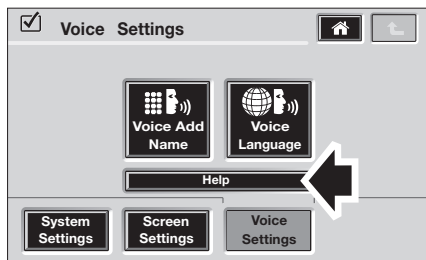 Voice Settings
Voice Add
Name
Voice
Language
Help
System
Settings
Screen
Settings
Voice
Settings